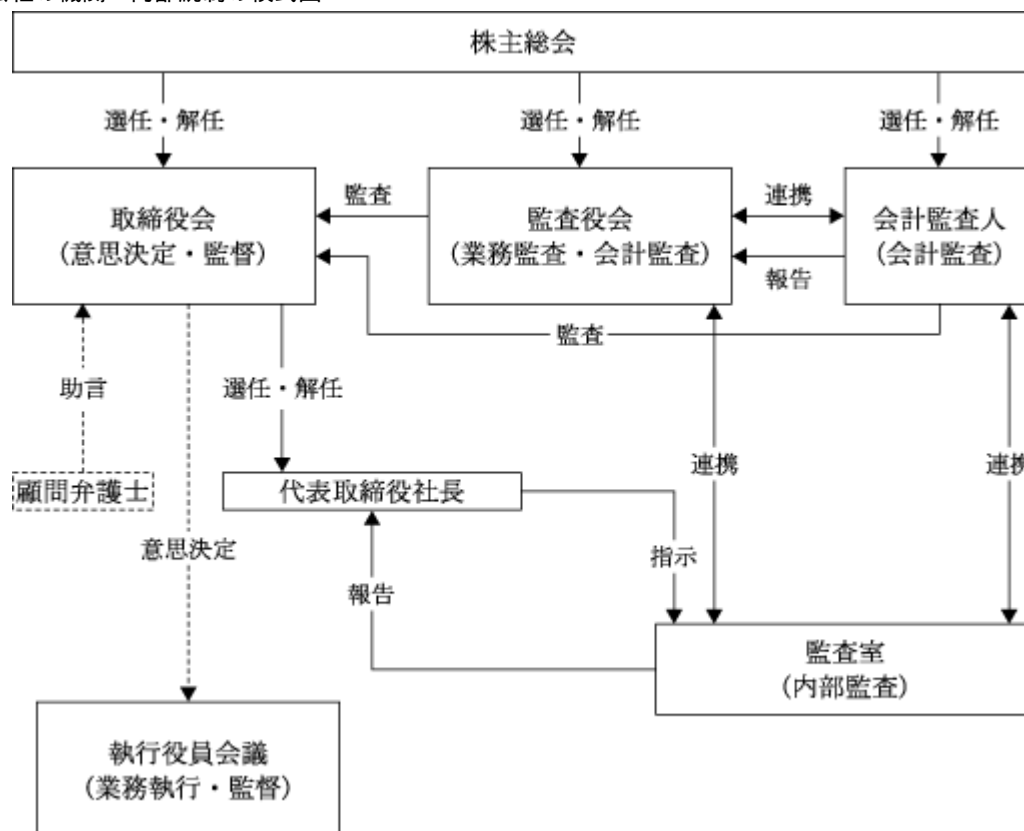 株主総会
選任・解任
選任・解任
選任・解任
取締役会
(意思決定・監督)
監査
監査役会
(業務監査・会計監査)
連携
報告
会計監査人
(会計監査)
監査
助言
選任・解任
連携
連携
顧問弁護士
代表取締役社長
意思決定
指示
報告
監査室
(内部監査)
執行役員会議
(業務執行・監督)